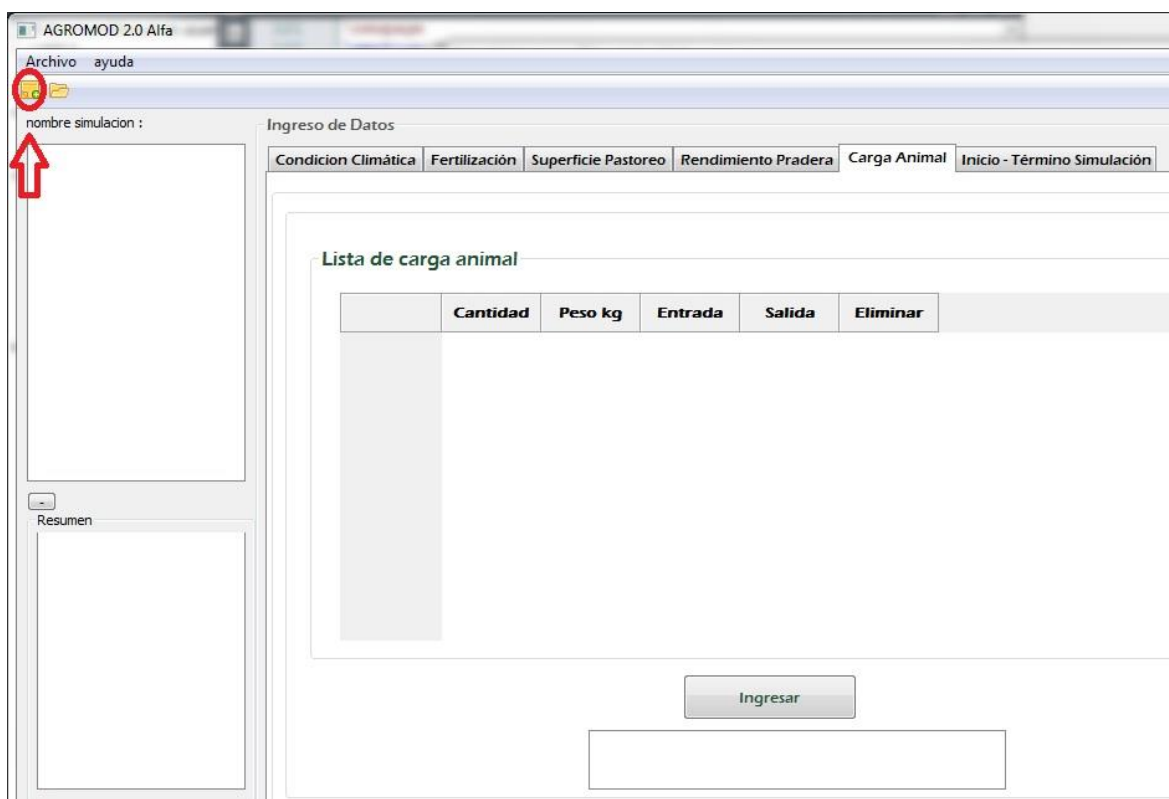 AGROMOD 2.0 Alfa
Archivo ayuda
nombre simulacion :
Ingreso de Datos
Condicion Climática Fertilización Superficie Pastoreo Rendimiento Pradera Carga Animal Inicio - Término Simulación
Lista de carga animal
Cantidad Peso kg Entrada Salida Eliminar
-
Resumen
Ingresar